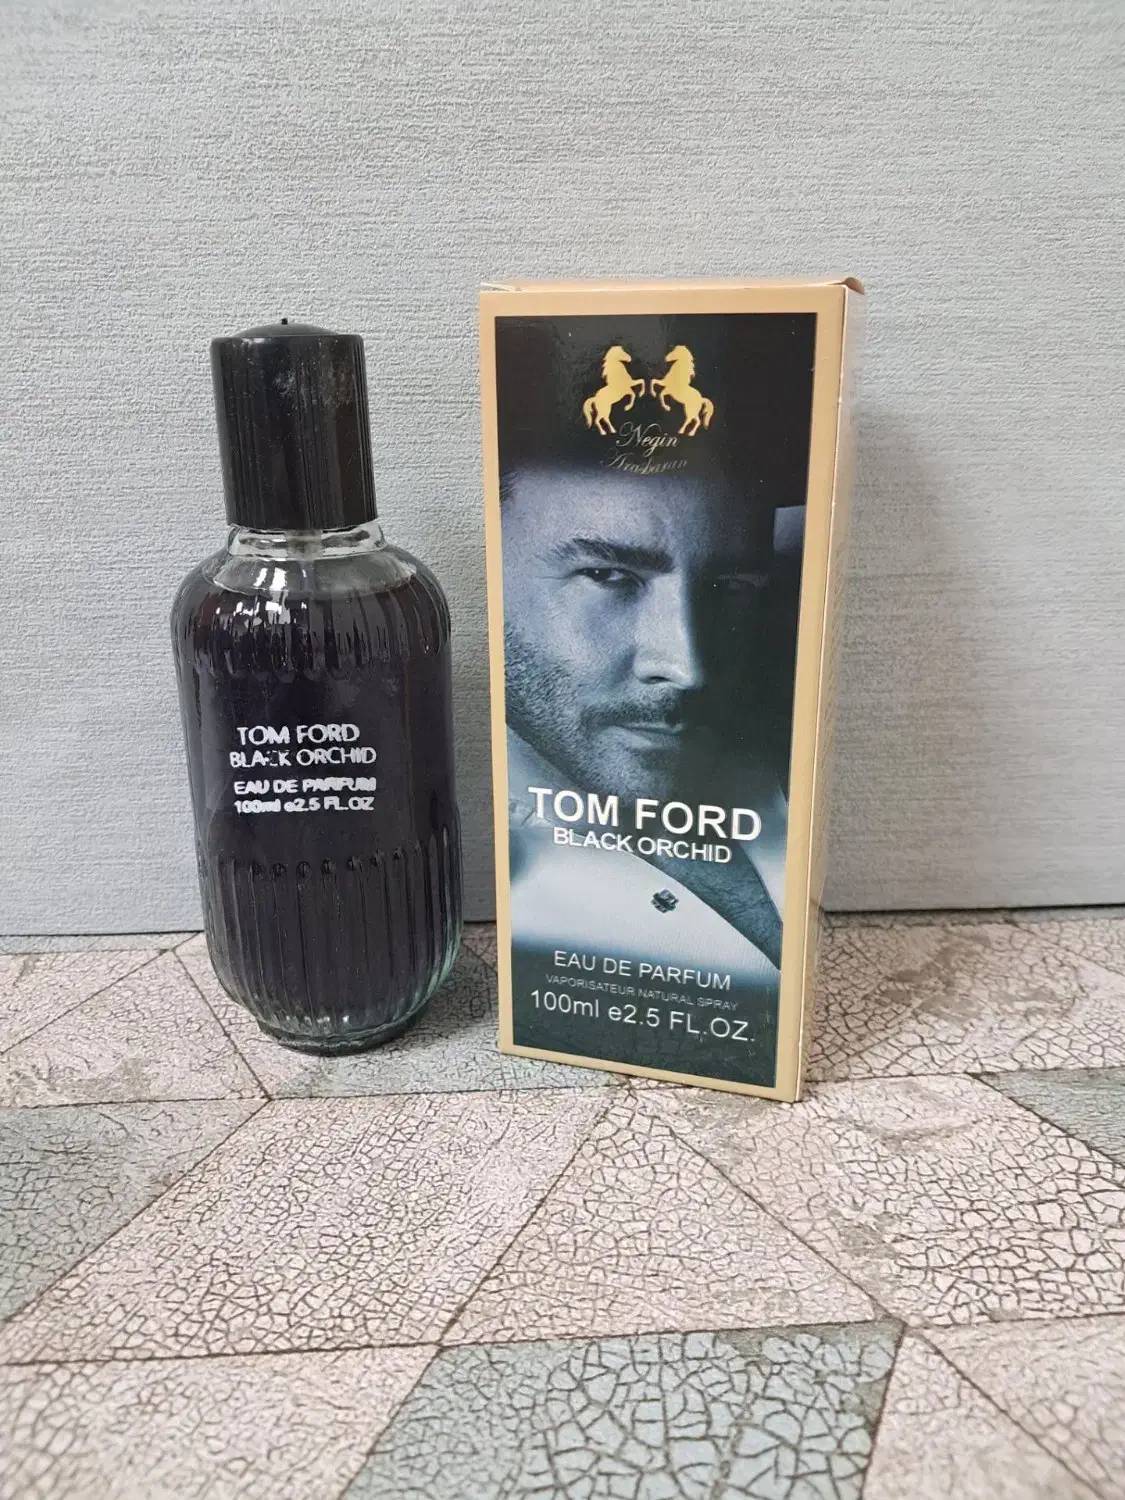 TOM FORD
BLACK ORCHID
EAU DE PARFUM
100ml e2.5 FL.OZ
Negin
Arasbaran
TOM FORD
BLACK ORCHID
EAU DE PARFUM
VAPORISATEUR NATURAL SPRAY
100ml e2.5 FL.OZ.